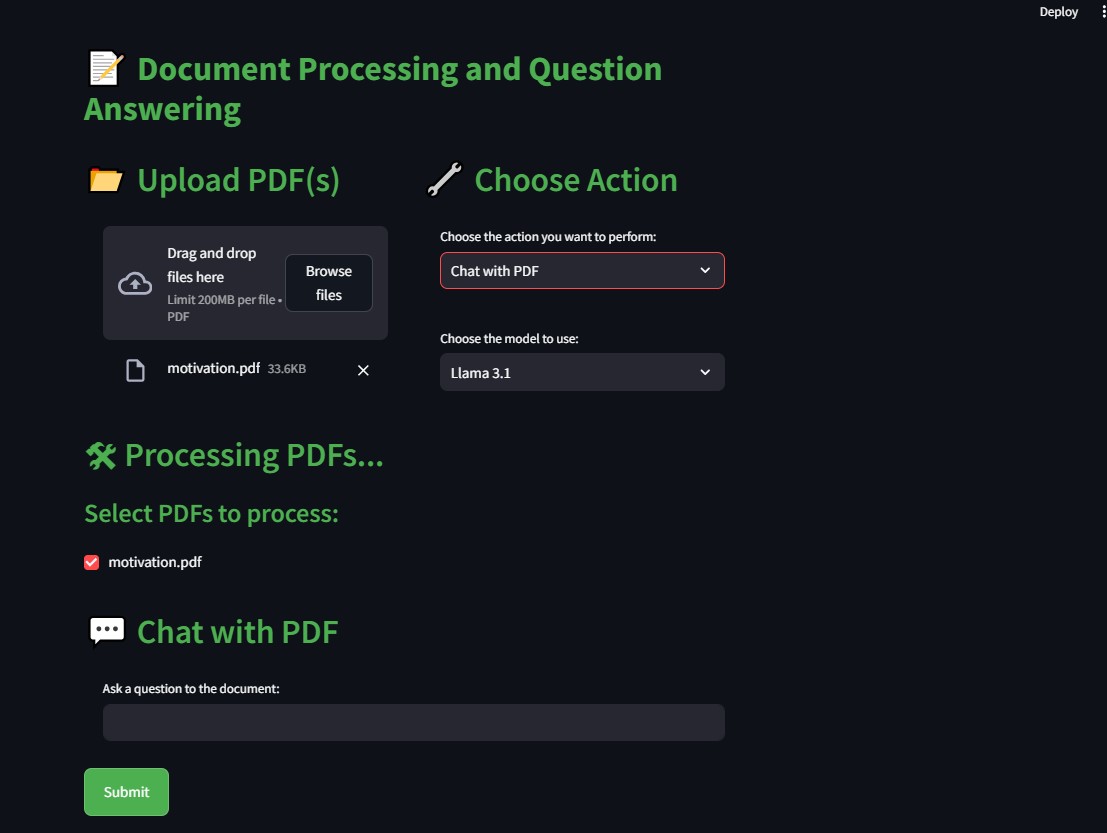 Deploy
Document Processing and Question
Answering
Upload PDF(s)
Drag and drop
files here
Limit 200MB per file •
PDF
Browse
files
motivation.pdf 33.6KB
Choose Action
Choose the action you want to perform:
Chat with PDF
Choose the model to use:
Llama 3.1
Processing PDFs...
Select PDFs to process:
motivation.pdf
Chat with PDF
Ask a question to the document:
Submit